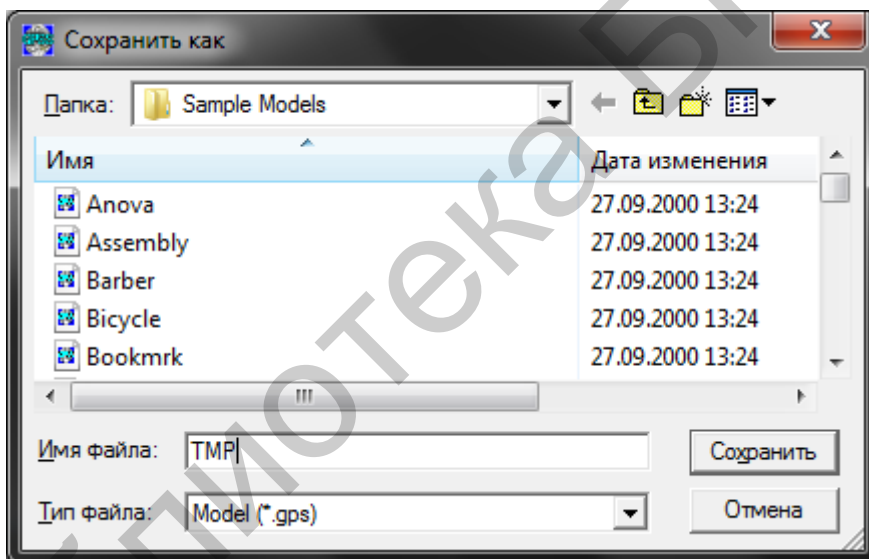 Сохранить как
Папка: Sample Models
Имя Дата изменения
Anova 27.09.2000 13:24
Assembly 27.09.2000 13:24
Barber 27.09.2000 13:24
Bicycle 27.09.2000 13:24
Bookmrk 27.09.2000 13:24
Имя файла: TMP Сохранить
Тип файла: Model (*.gps) Отмена